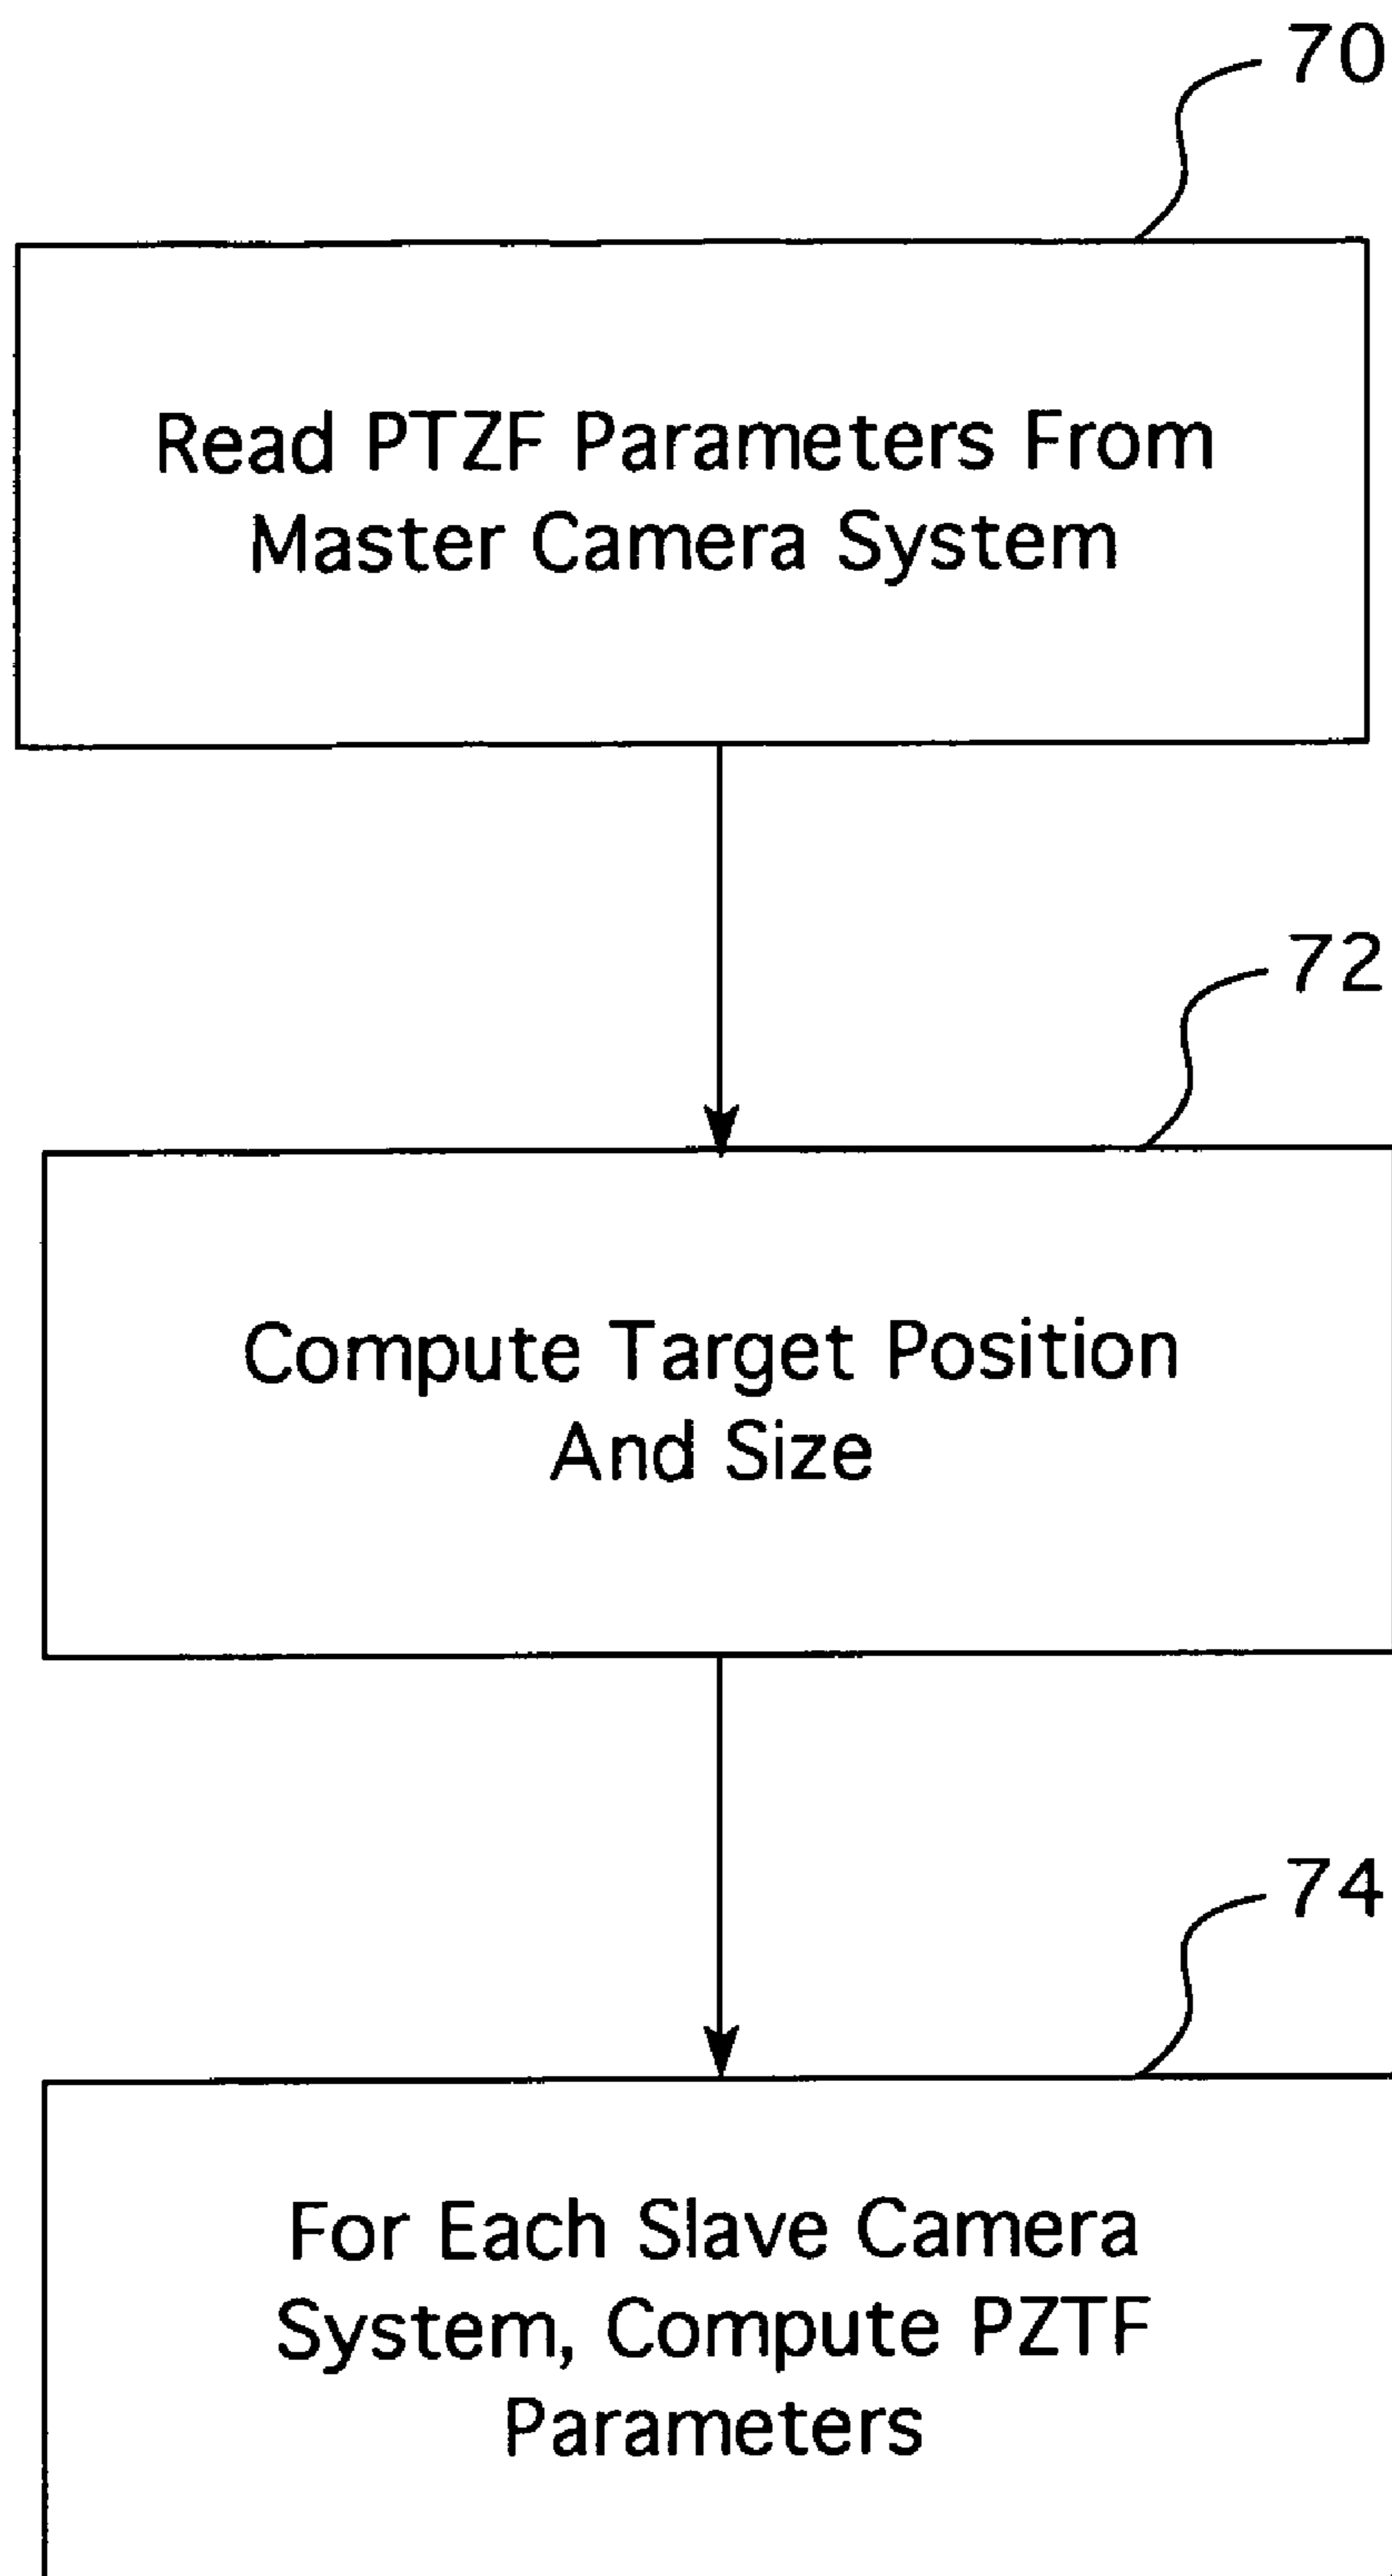 70
Read PTZF Parameters From
Master Camera System
72
Compute Target Position
And Size
74
For Each Slave Camera
System, Compute PZTF
Parameters